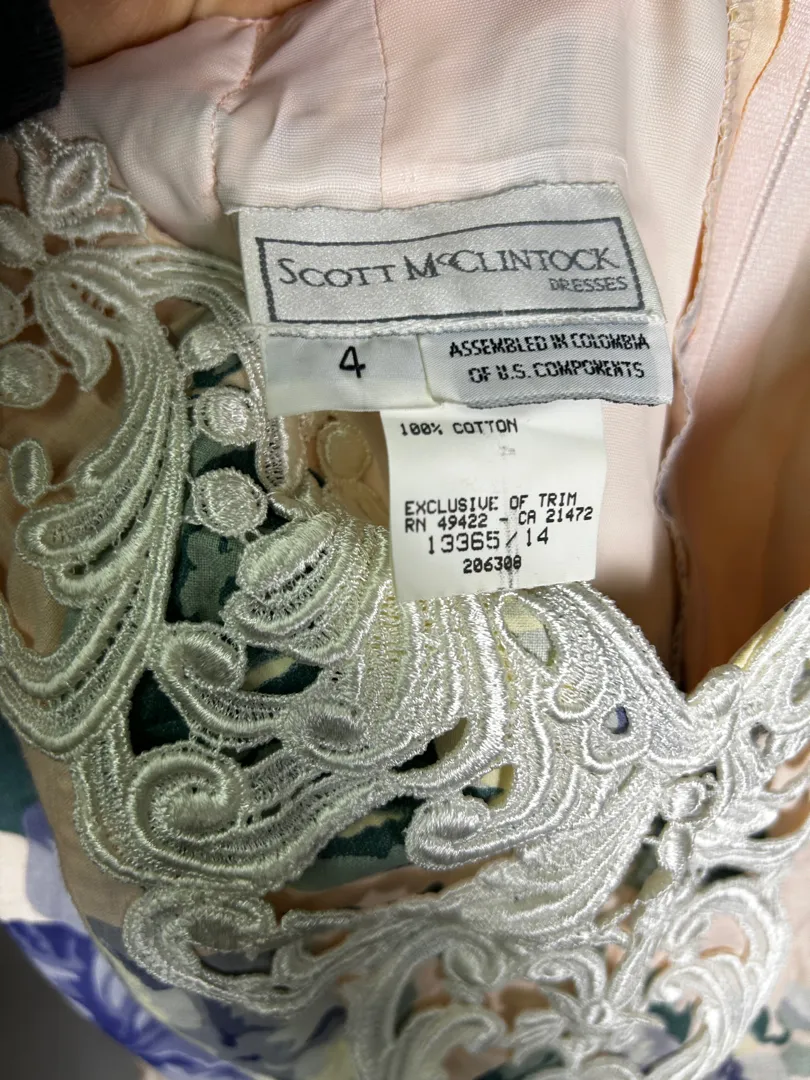 SCOTT McCLINTOCK
DRESSES
4
ASSEMBLED IN COLOMBIA
OF U.S. COMPONENTS
100% COTTON
EXCLUSIVE OF TRIM
RN 49422 - CA 21472
13365/14
206308